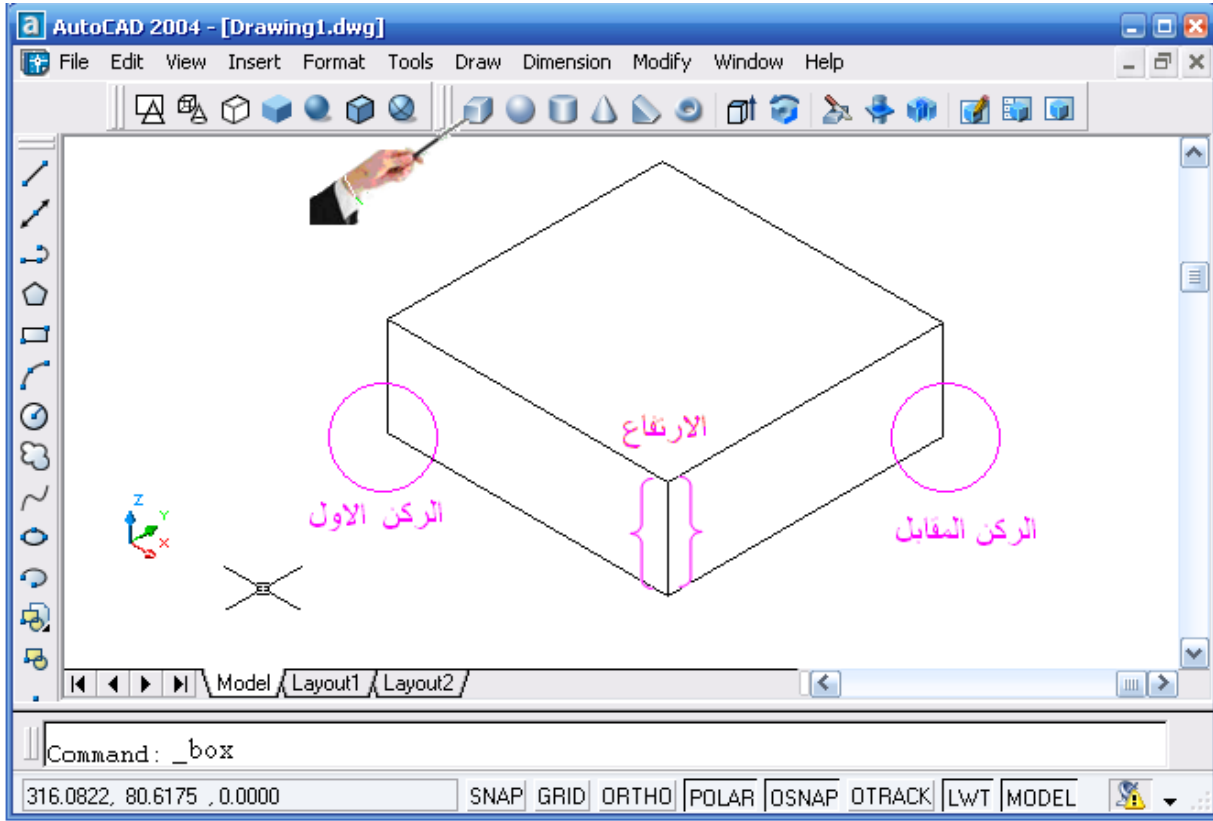 AutoCAD 2004 - [Drawing1.dwg]
File Edit View Insert Format Tools Draw Dimension Modify Window Help
الارتفاع
الركن الاول
الركن المقابل
Z
Y
X
Model Layout1 Layout2
Command: _box
316.0822, 80.6175 , 0.0000 SNAP GRID ORTHO POLAR OSNAP OTRACK LWT MODEL